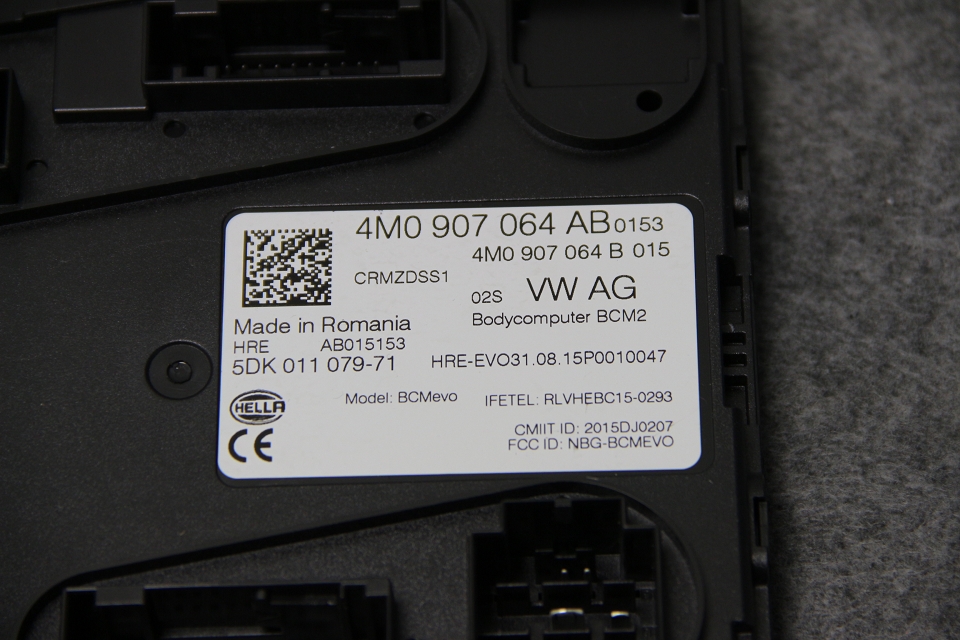 4M0 907 064 AB 0153
4M0 907 064 B 015
CRMZDSS1
02S VW AG
Bodycomputer BCM2
Made in Romania
HRE AB015153
5DK 011 079-71 HRE-EVO31.08.15P0010047
HELLA
Model: BCMevo IFETEL: RLVHEBC15-0293
CE
CMIIT ID: 2015DJ0207
FCC ID: NBG-BCMEVO